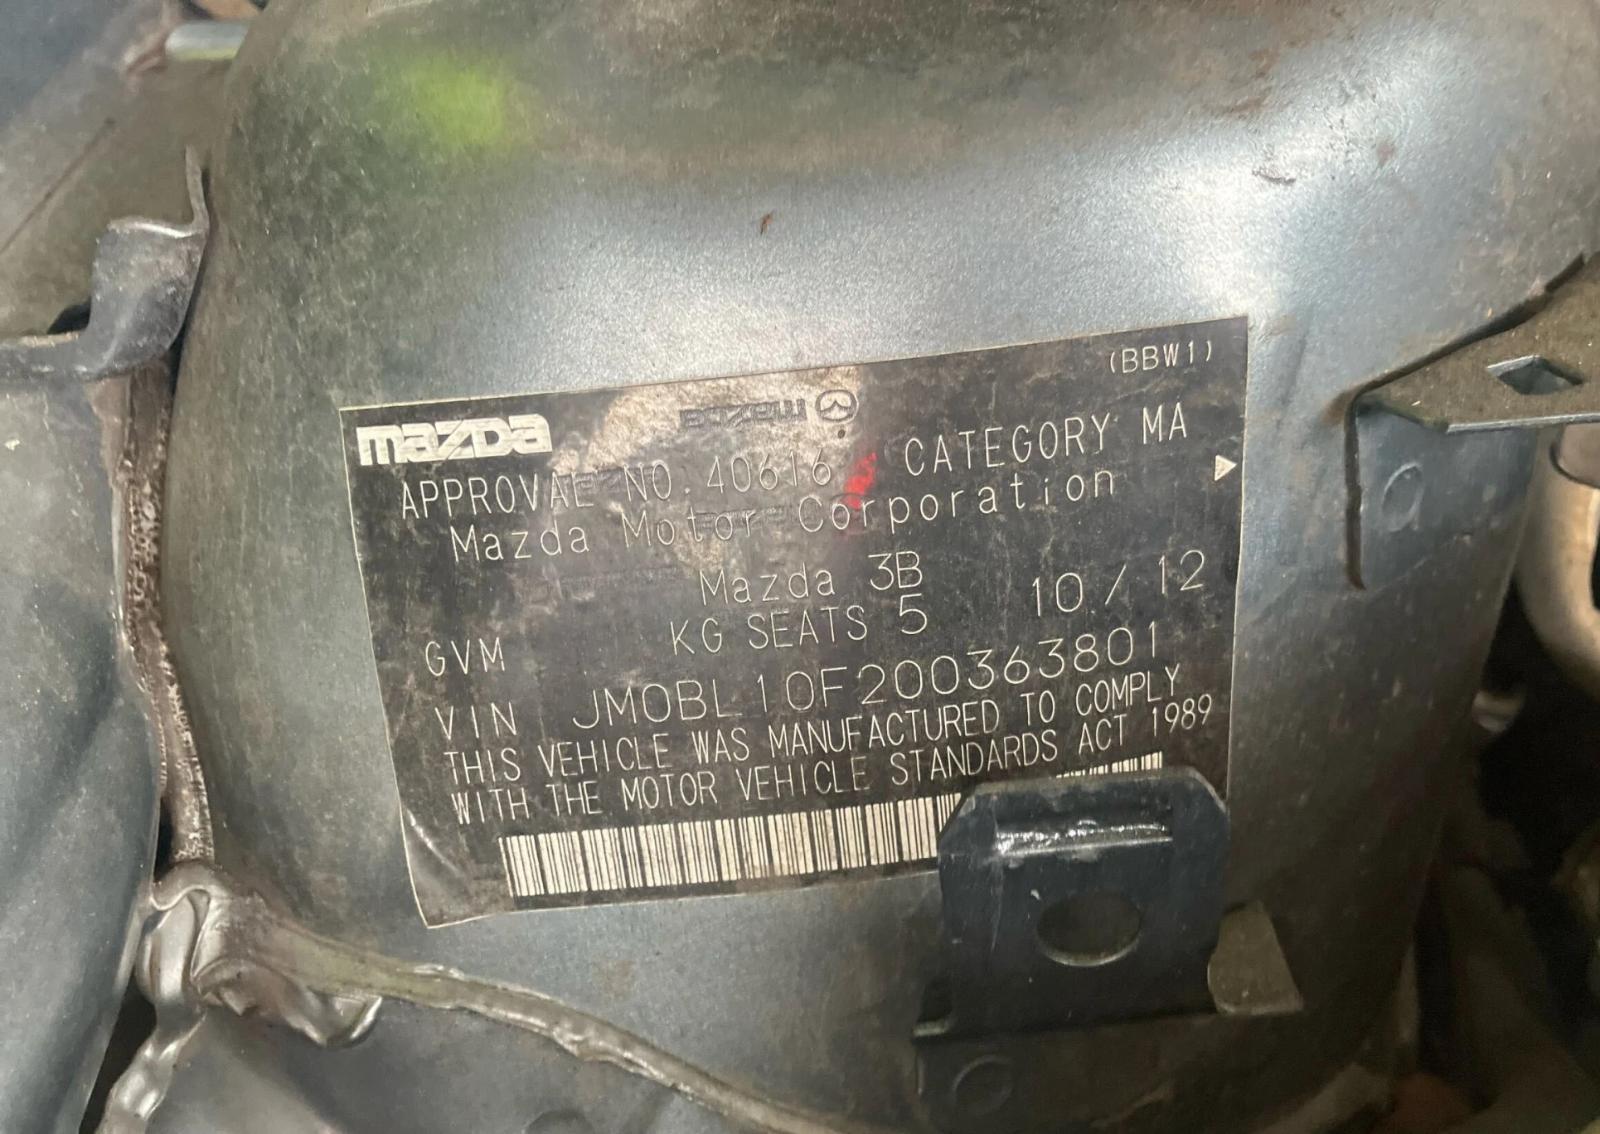 (BBW1)
mazda
APPROVAL NO. 40616 CATEGORY MA
Mazda Motor Corporation
Mazda 3B
GVM KG SEATS 5 10/12
VIN JM0BL10F200363801
THIS VEHICLE WAS MANUFACTURED TO COMPLY
WITH THE MOTOR VEHICLE STANDARDS ACT 1989